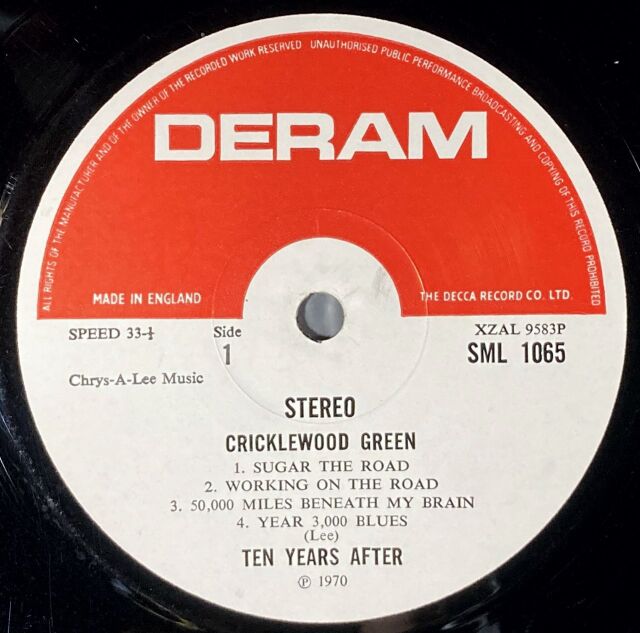 ALL RIGHTS OF THE MANUFACTURER AND OF THE OWNER OF THE RECORDED WORK RESERVED UNAUTHORISED PUBLIC PERFORMANCE BROADCASTING AND COPYING OF THIS RECORD PROHIBITED
DERAM
MADE IN ENGLAND
THE DECCA RECORD CO. LTD.
SPEED 33-⅓
Side
1
XZAL 9583P
SML 1065
Chrys-A-Lee Music
STEREO
CRICKLEWOOD GREEN
1. SUGAR THE ROAD
2. WORKING ON THE ROAD
3. 50,000 MILES BENEATH MY BRAIN
4. YEAR 3,000 BLUES
(Lee)
TEN YEARS AFTER
℗ 1970